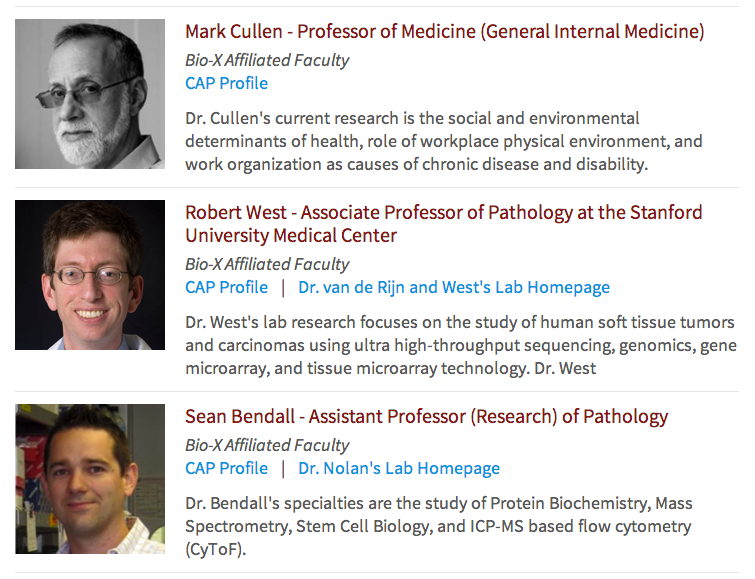 Mark Cullen - Professor of Medicine (General Internal Medicine)
Bio-X Affiliated Faculty
CAP Profile
Dr. Cullen's current research is the social and environmental
determinants of health, role of workplace physical environment, and
work organization as causes of chronic disease and disability.
Robert West - Associate Professor of Pathology at the Stanford
University Medical Center
Bio-X Affiliated Faculty
CAP Profile | Dr. van de Rijn and West's Lab Homepage
Dr. West's lab research focuses on the study of human soft tissue tumors
and carcinomas using ultra high-throughput sequencing, genomics, gene
microarray, and tissue microarray technology. Dr. West
Sean Bendall - Assistant Professor (Research) of Pathology
Bio-X Affiliated Faculty
CAP Profile | Dr. Nolan's Lab Homepage
Dr. Bendall's specialties are the study of Protein Biochemistry, Mass
Spectrometry, Stem Cell Biology, and ICP-MS based flow cytometry
(CyToF).